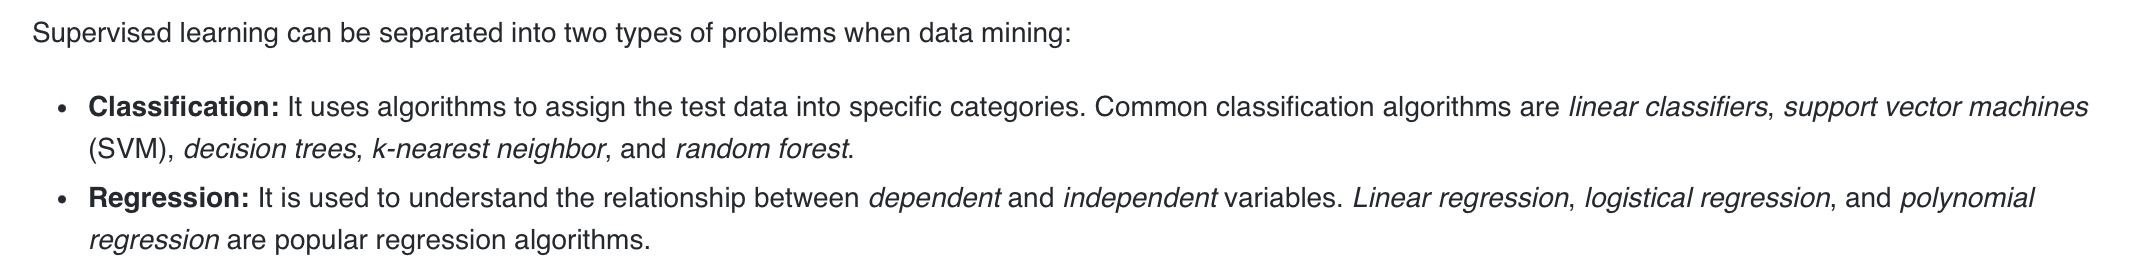 Supervised learning can be separated into two types of problems when data mining:
• Classification: It uses algorithms to assign the test data into specific categories. Common classification algorithms are linear classifiers, support vector machines
(SVM), decision trees, k-nearest neighbor, and random forest.
• Regression: It is used to understand the relationship between dependent and independent variables. Linear regression, logistical regression, and polynomial
regression are popular regression algorithms.